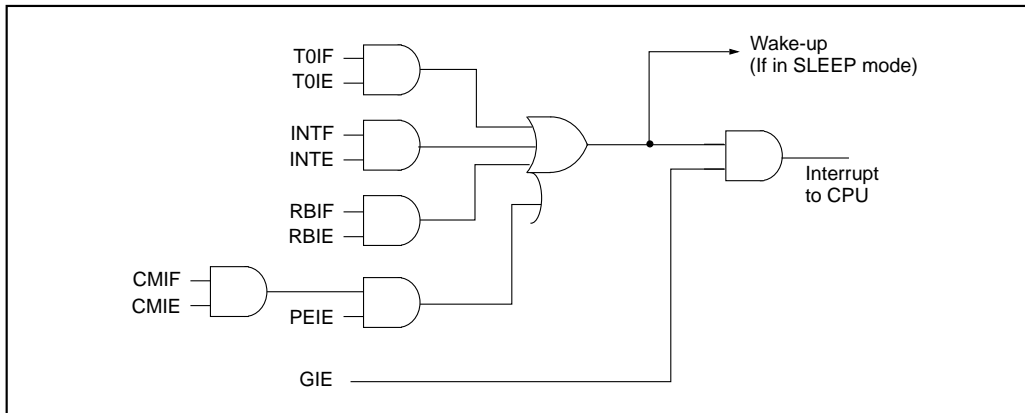 T0IF
T0IE
Wake-up
(If in SLEEP mode)
INTF
INTE
Interrupt
to CPU
RBIF
RBIE
CMIF
CMIE
PEIE
GIE